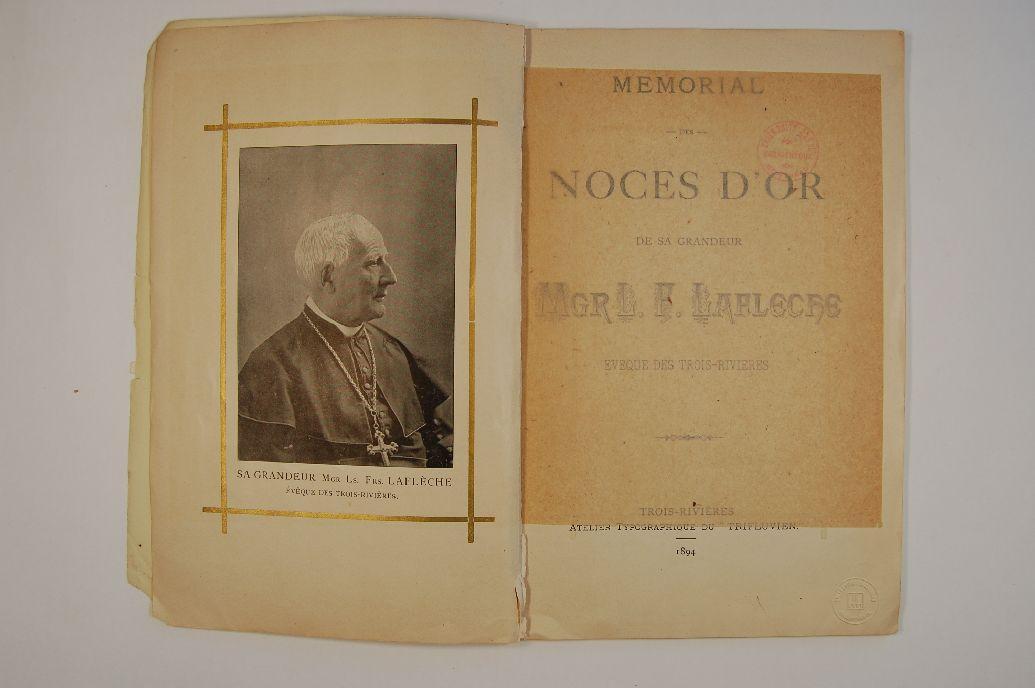 SA GRANDEUR MGR LS. FRS. LAFLÈCHE
ÉVÊQUE DES TROIS-RIVIÈRES.
MEMORIAL
— DES —
NOCES D'OR
DE SA GRANDEUR
MGR L. F. LAFLECHE
EVEQUE DES TROIS-RIVIERES
TROIS-RIVIÈRES
ATELIER TYPOGRAPHIQUE DU "TRIFLUVIEN."
1894